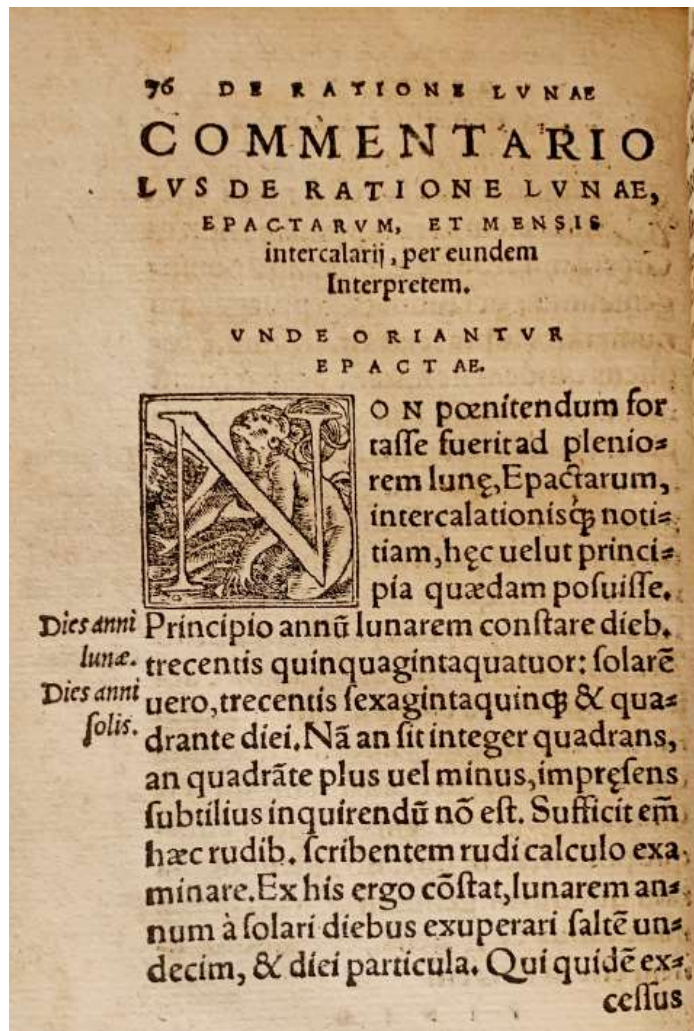 76 DE RATIONE LVNAE
COMMENTARIO
LVS DE RATIONE LVNAE,
EPACTARVM, ET MENSIS
intercalarij, per eundem
Interpretem.
VNDE ORIANTVR
EPACTAE.
NON pœnitendum for
taſſe fuerit ad plenio⸗
rem lunę, Epactarum,
intercalationisꝗ́ꝫ noti⸗
tiam, hęc uelut princi⸗
pia quædam poſuiſſe.
Dies anni Principio annũ lunarem conſtare dieb.
lunæ. trecentis quinquagintaquatuor: ſolarẽ
Dies anni uero, trecentis ſexagintaquinqꝫ & qua⸗
ſolis. drante diei. Nã an ſit integer quadrans,
an quadrãte plus uel minus, impręſens
ſubtilius inquirendũ nõ eſt. Sufficit em̃
hæc rudib. ſcribentem rudi calculo exa
minare. Ex his ergo cõſtat, lunarem an⸗
num à ſolari diebus exuperari ſaltẽ un⸗
decim, & diei particula. Qui quidẽ ex⸗
ceſſus